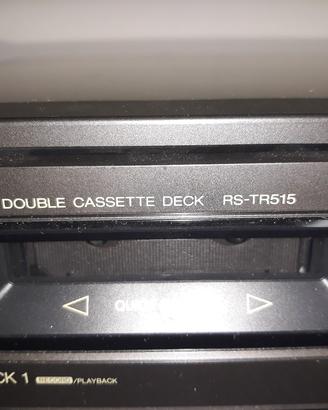 DOUBLE CASSETTE DECK RS-TR515
CK 1 RECORD/PLAYBACK